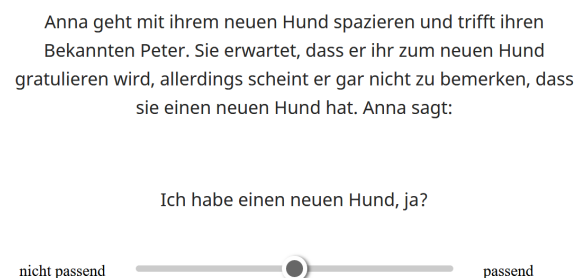 Anna geht mit ihrem neuen Hund spazieren und trifft ihren
Bekannten Peter. Sie erwartet, dass er ihr zum neuen Hund
gratulieren wird, allerdings scheint er gar nicht zu bemerken, dass
sie einen neuen Hund hat. Anna sagt:
Ich habe einen neuen Hund, ja?
nicht passend passend